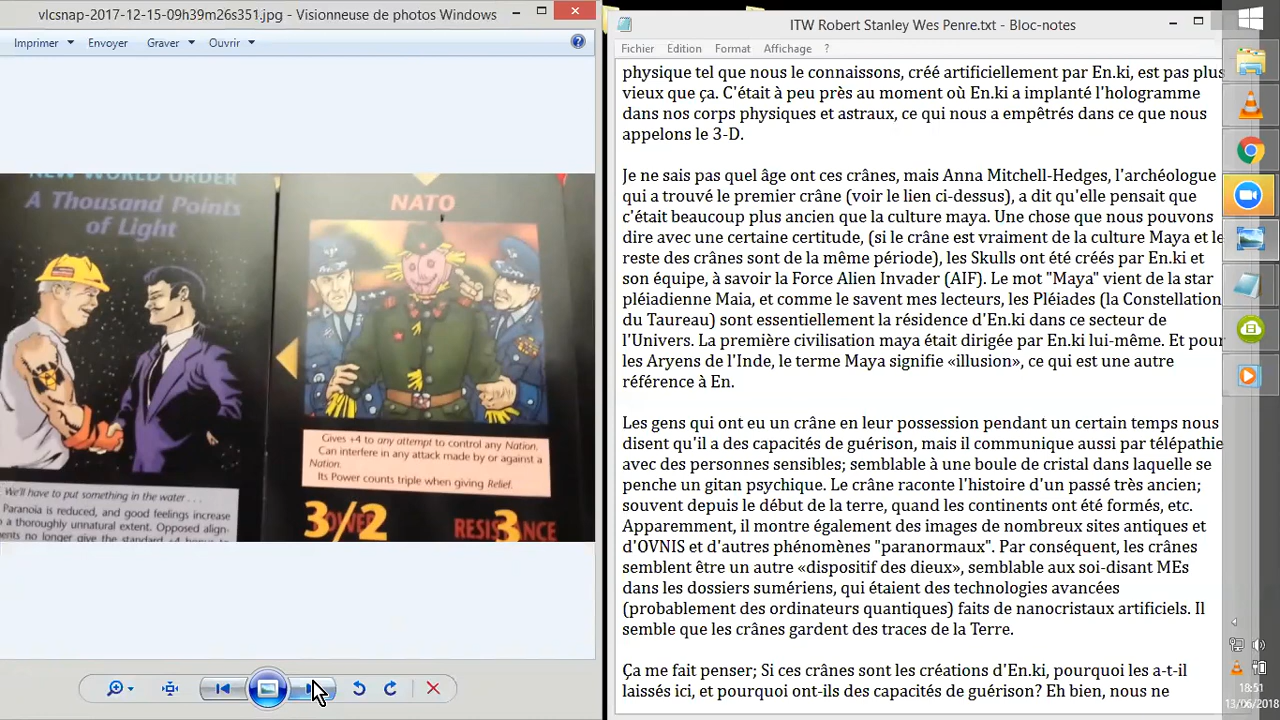 vlcsnap-2017-12-15-09h39m26s351.jpg - Visionneuse de photos Windows
Imprimer
Envoyer
Graver
Ouvrir
NEW WORLD ORDER
A Thousand Points
of Light
We'll have to put something in the water . . .
Paranoia is reduced, and good feelings increase
to a thoroughly unnatural extent. Opposed align-
ments no longer give the standard +4 bonus to
NATO
Gives +4 to any attempt to control any Nation.
Can interfere in any attack made by or against a
Nation.
Its Power counts triple when giving Relief.
POWER
3/2
RESISTANCE
3
ITW Robert Stanley Wes Penre.txt - Bloc-notes
Fichier Edition Format Affichage ?
physique tel que nous le connaissons, créé artificiellement par En.ki, est pas plus
vieux que ça. C'était à peu près au moment où En.ki a implanté l'hologramme
dans nos corps physiques et astraux, ce qui nous a empêtrés dans ce que nous
appelons le 3-D.
Je ne sais pas quel âge ont ces crânes, mais Anna Mitchell-Hedges, l'archéologue
qui a trouvé le premier crâne (voir le lien ci-dessus), a dit qu'elle pensait que
c'était beaucoup plus ancien que la culture maya. Une chose que nous pouvons
dire avec une certaine certitude, (si le crâne est vraiment de la culture Maya et le
reste des crânes sont de la même période), les Skulls ont été créés par En.ki et
son équipe, à savoir la Force Alien Invader (AIF). Le mot "Maya" vient de la star
pléiadienne Maia, et comme le savent mes lecteurs, les Pléiades (la Constellation
du Taureau) sont essentiellement la résidence d'En.ki dans ce secteur de
l'Univers. La première civilisation maya était dirigée par En.ki lui-même. Et pour
les Aryens de l'Inde, le terme Maya signifie «illusion», ce qui est une autre
référence à En.
Les gens qui ont eu un crâne en leur possession pendant un certain temps nous
disent qu'il a des capacités de guérison, mais il communique aussi par télépathie
avec des personnes sensibles; semblable à une boule de cristal dans laquelle se
penche un gitan psychique. Le crâne raconte l'histoire d'un passé très ancien;
souvent depuis le début de la terre, quand les continents ont été formés, etc.
Apparemment, il montre également des images de nombreux sites antiques et
d'OVNIS et d'autres phénomènes "paranormaux". Par conséquent, les crânes
semblent être un autre «dispositif des dieux», semblable aux soi-disant MEs
dans les dossiers sumériens, qui étaient des technologies avancées
(probablement des ordinateurs quantiques) faits de nanocristaux artificiels. Il
semble que les crânes gardent des traces de la Terre.
Ça me fait penser; Si ces crânes sont les créations d'En.ki, pourquoi les a-t-il
laissés ici, et pourquoi ont-ils des capacités de guérison? Eh bien, nous ne
18:51
13/06/2018